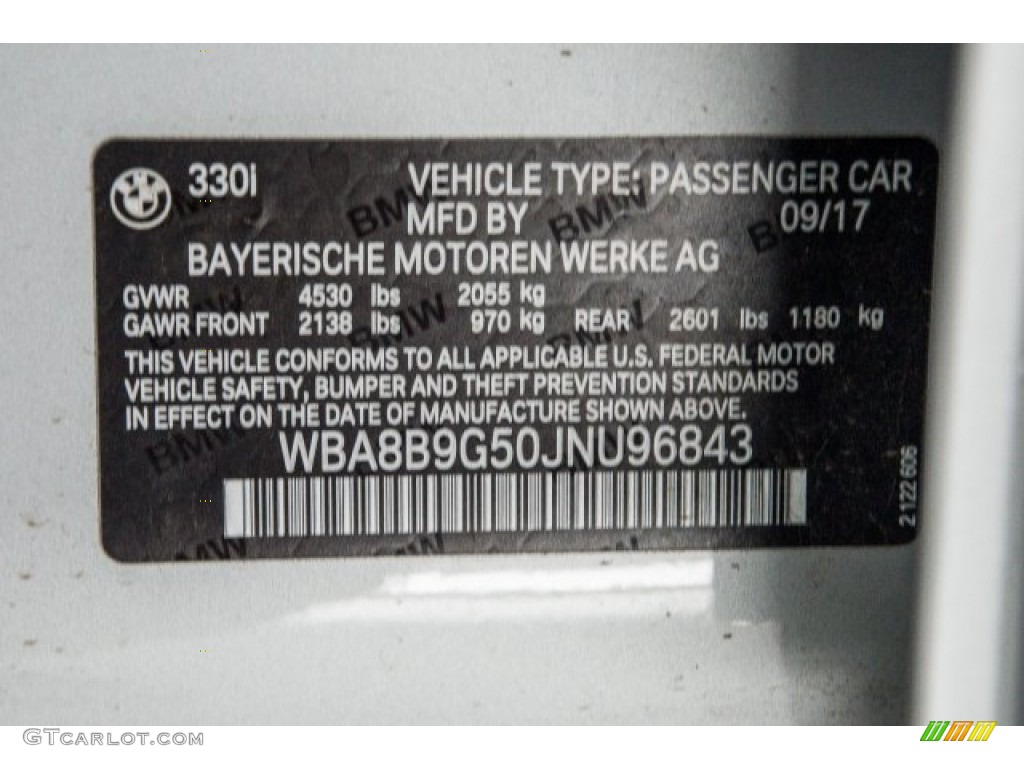 330i VEHICLE TYPE: PASSENGER CAR
MFD BY 09/17
BAYERISCHE MOTOREN WERKE AG
GVWR 4530 lbs 2055 kg
GAWR FRONT 2138 lbs 970 kg REAR 2601 lbs 1180 kg
THIS VEHICLE CONFORMS TO ALL APPLICABLE U.S. FEDERAL MOTOR
VEHICLE SAFETY, BUMPER AND THEFT PREVENTION STANDARDS
IN EFFECT ON THE DATE OF MANUFACTURE SHOWN ABOVE.
WBA8B9G50JNU96843
2 122 606
GTCARLOT.COM